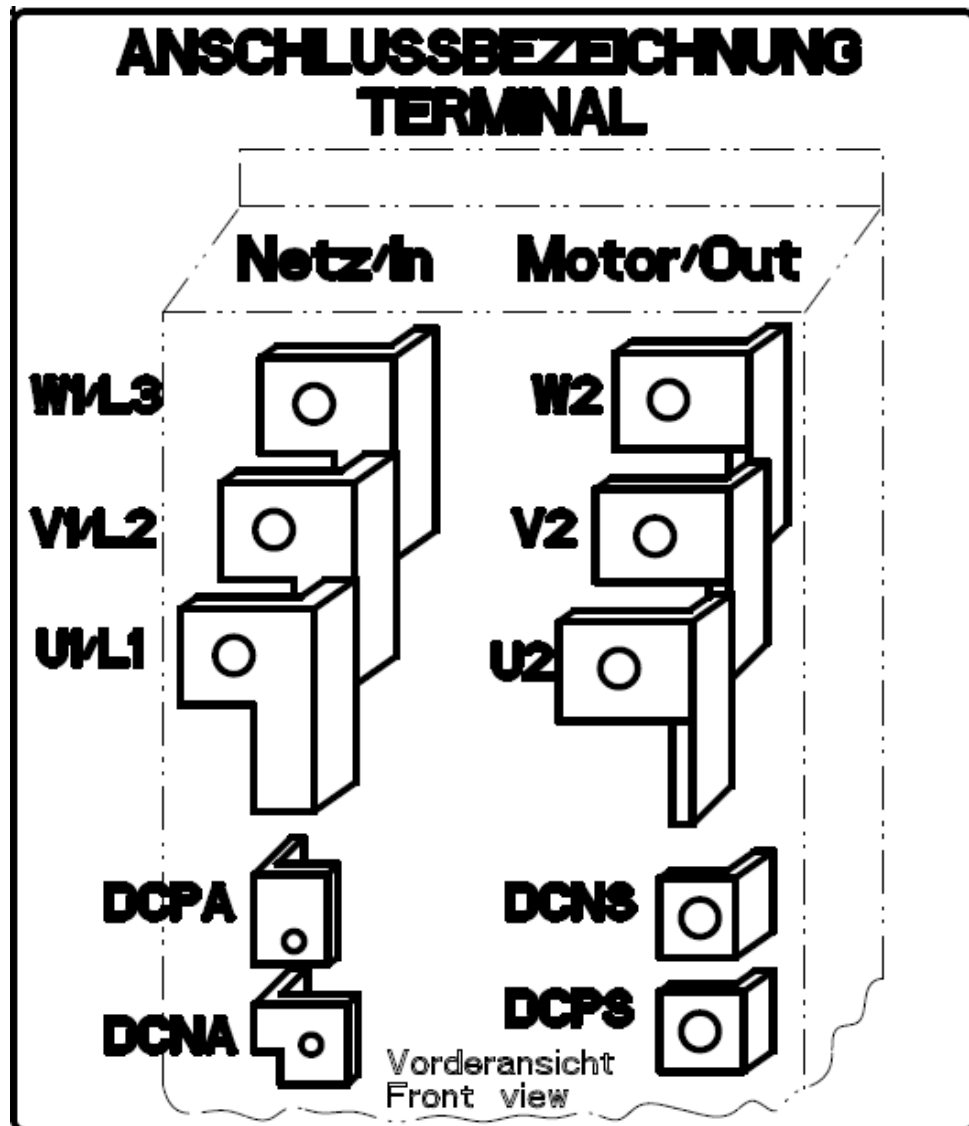 ANSCHLUSSBEZEICHNUNG
TERMINAL
Netz/In Motor/Out
W1/L3 W2
V1/L2 V2
U1/L1 U2
DCPA DCNS
DCNA DCPS
Vorderansicht
Front view